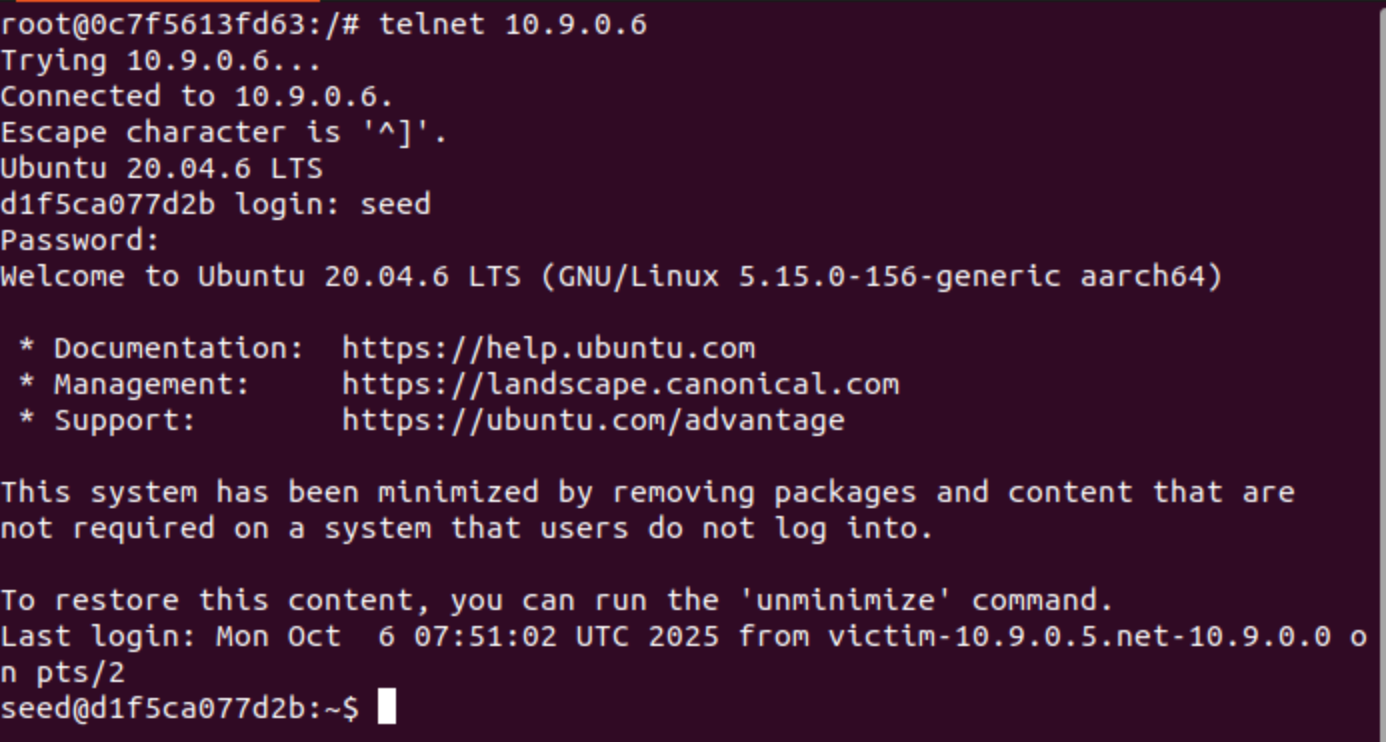 root@0c7f5613fd63:/# telnet 10.9.0.6
Trying 10.9.0.6...
Connected to 10.9.0.6.
Escape character is '^]'.
Ubuntu 20.04.6 LTS
d1f5ca077d2b login: seed
Password:
Welcome to Ubuntu 20.04.6 LTS (GNU/Linux 5.15.0-156-generic aarch64)

 * Documentation:  https://help.ubuntu.com
 * Management:     https://landscape.canonical.com
 * Support:        https://ubuntu.com/advantage

This system has been minimized by removing packages and content that are
not required on a system that users do not log into.

To restore this content, you can run the 'unminimize' command.
Last login: Mon Oct  6 07:51:02 UTC 2025 from victim-10.9.0.5.net-10.9.0.0 o
n pts/2
seed@d1f5ca077d2b:~$